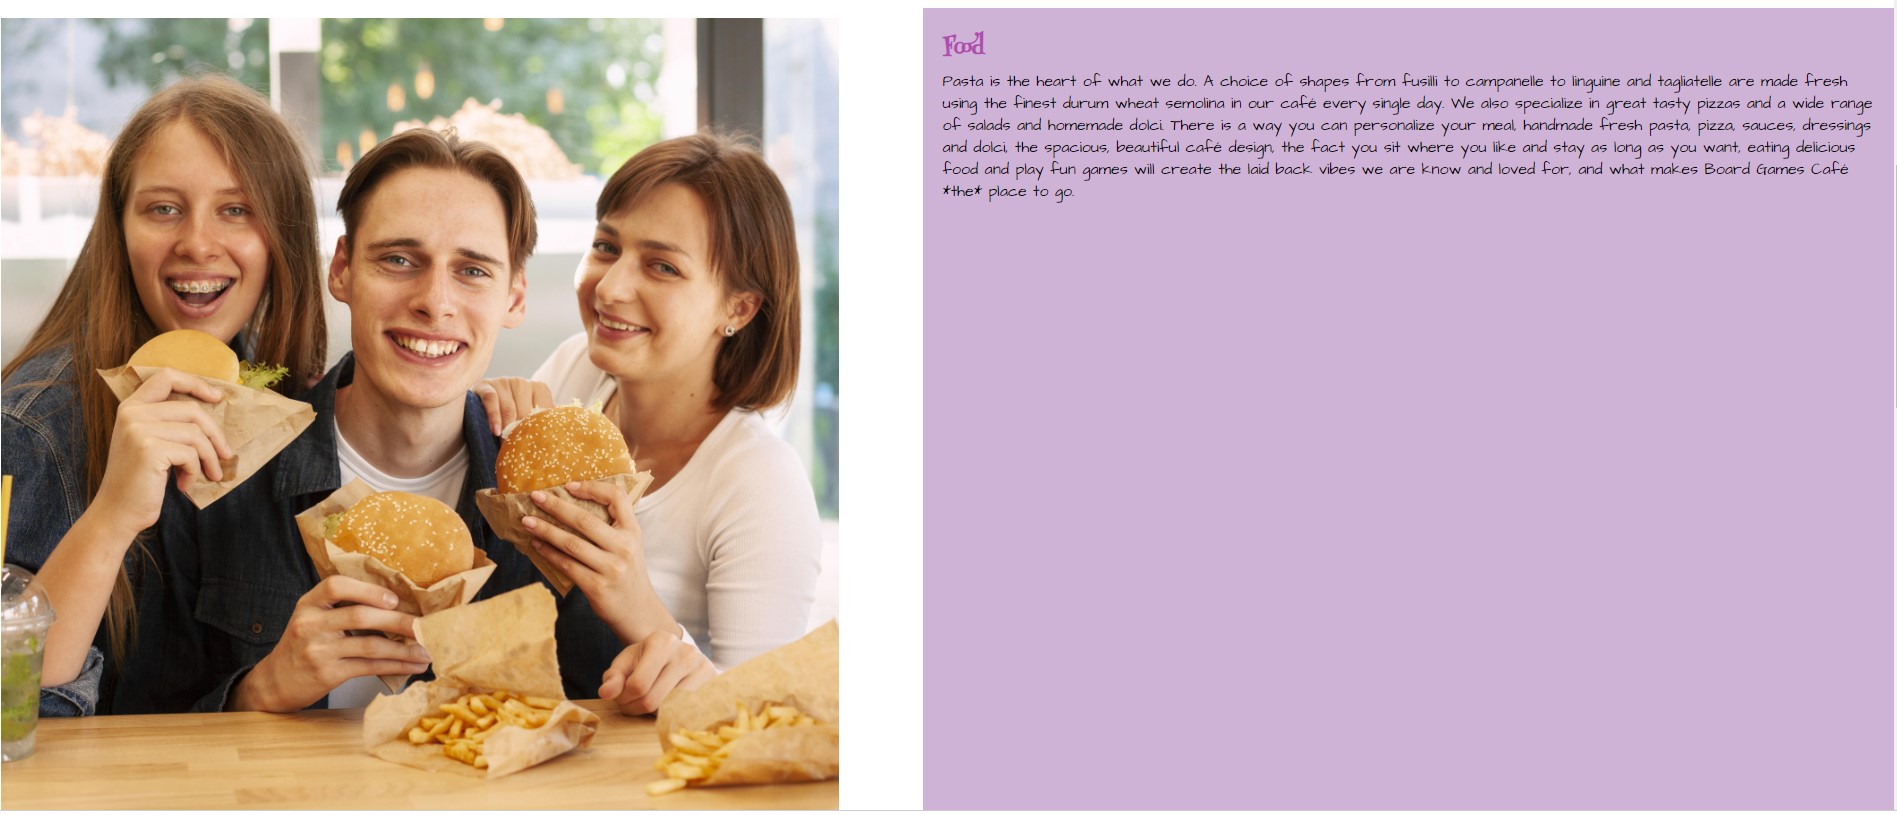 Food
Pasta is the heart of what we do. A choice of shapes from fusilli to campanelle to linguine and tagliatelle are made fresh
using the finest durum wheat semolina in our café every single day. We also specialize in great tasty pizzas and a wide range
of salads and homemade dolci. There is a way you can personalize your meal, handmade fresh pasta, pizza, sauces, dressings
and dolci, the spacious, beautiful café design, the fact you sit where you like and stay as long as you want, eating delicious
food and play fun games will create the laid back vibes we are know and loved for, and what makes Board Games Café
*the* place to go.